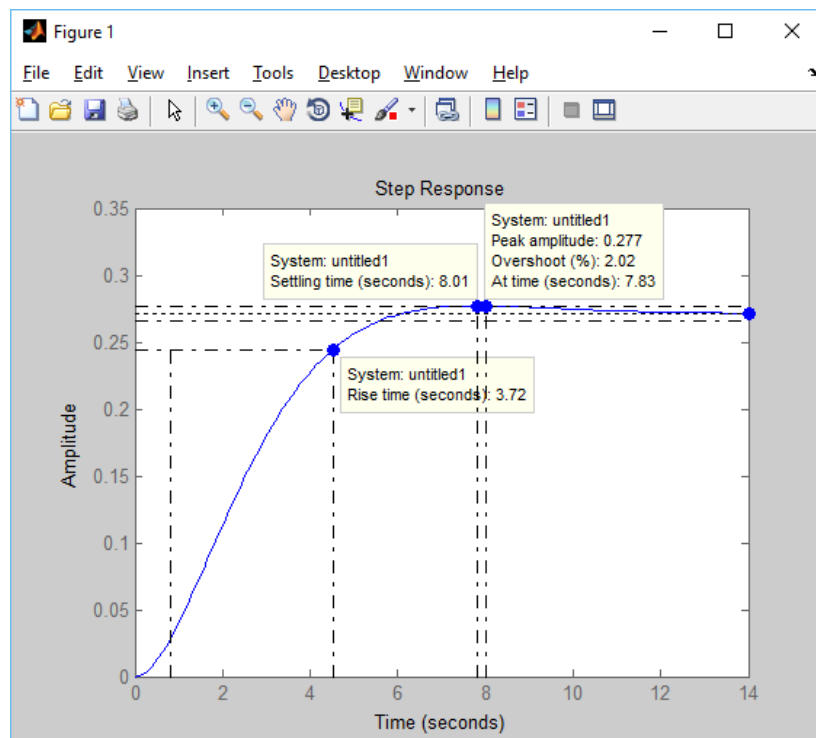 Figure 1
File Edit View Insert Tools Desktop Window Help
Step Response
System: untitled1
Peak amplitude: 0.277
Overshoot (%): 2.02
At time (seconds): 7.83
System: untitled1
Settling time (seconds): 8.01
System: untitled1
Rise time (seconds): 3.72
Amplitude
0.35
0.3
0.25
0.2
0.15
0.1
0.05
0
0 2 4 6 8 10 12 14
Time (seconds)